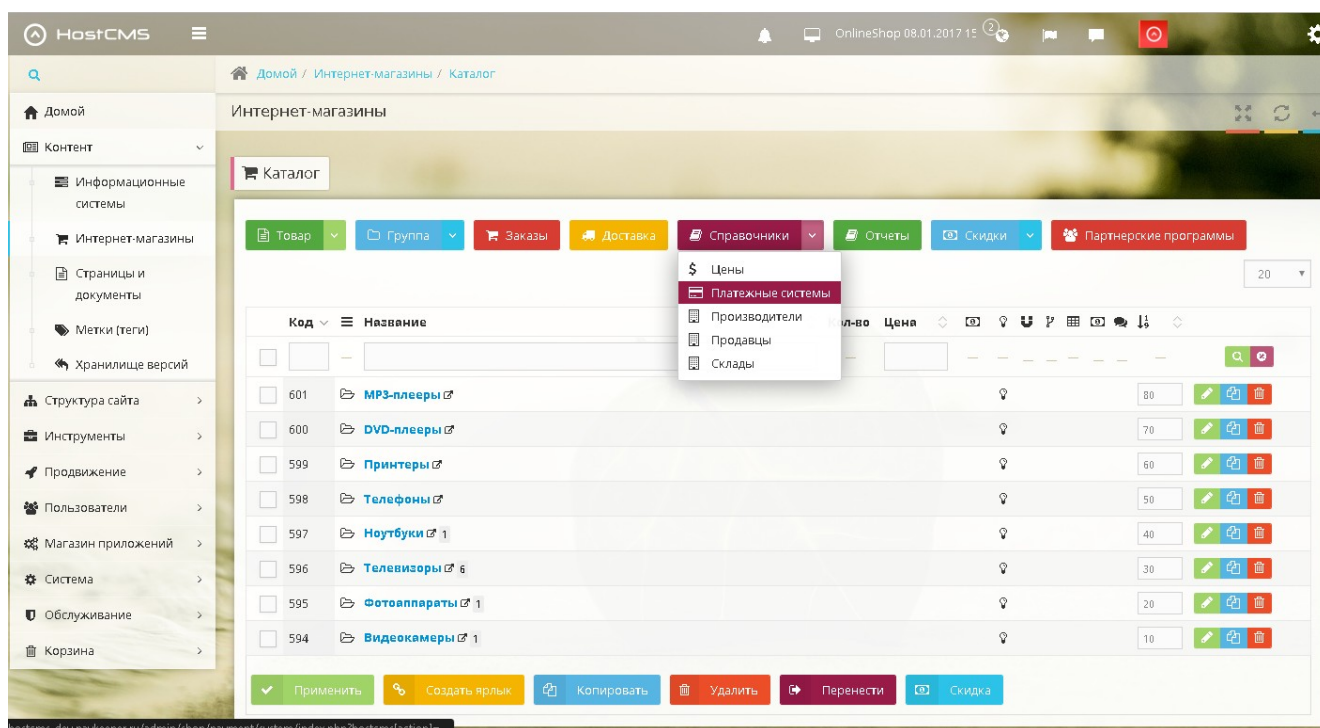 HostCMS
OnlineShop 08.01.2017 15
2
Домой / Интернет-магазины / Каталог
Домой
Интернет-магазины
Контент
Каталог
Информационные
системы
Интернет-магазины
Товар
Группа
Заказы
Доставка
Справочники
Отчеты
Скидки
Партнерские программы
Страницы и
документы
Цены
20
Платежные системы
Производители
Продавцы
Склады
Метки (теги)
Код
Название
л-во
Цена
Хранилище версий
Структура сайта
601 MP3-плееры 80
Инструменты
600 DVD-плееры 70
Продвижение
599 Принтеры 60
Пользователи
598 Телефоны 50
Магазин приложений
597 Ноутбуки 1 40
Система
596 Телевизоры 6 30
Обслуживание
595 Фотоаппараты 1 20
Корзина
594 Видеокамеры 1 10
Применить
Создать ярлык
Копировать
Удалить
Перенести
Скидка